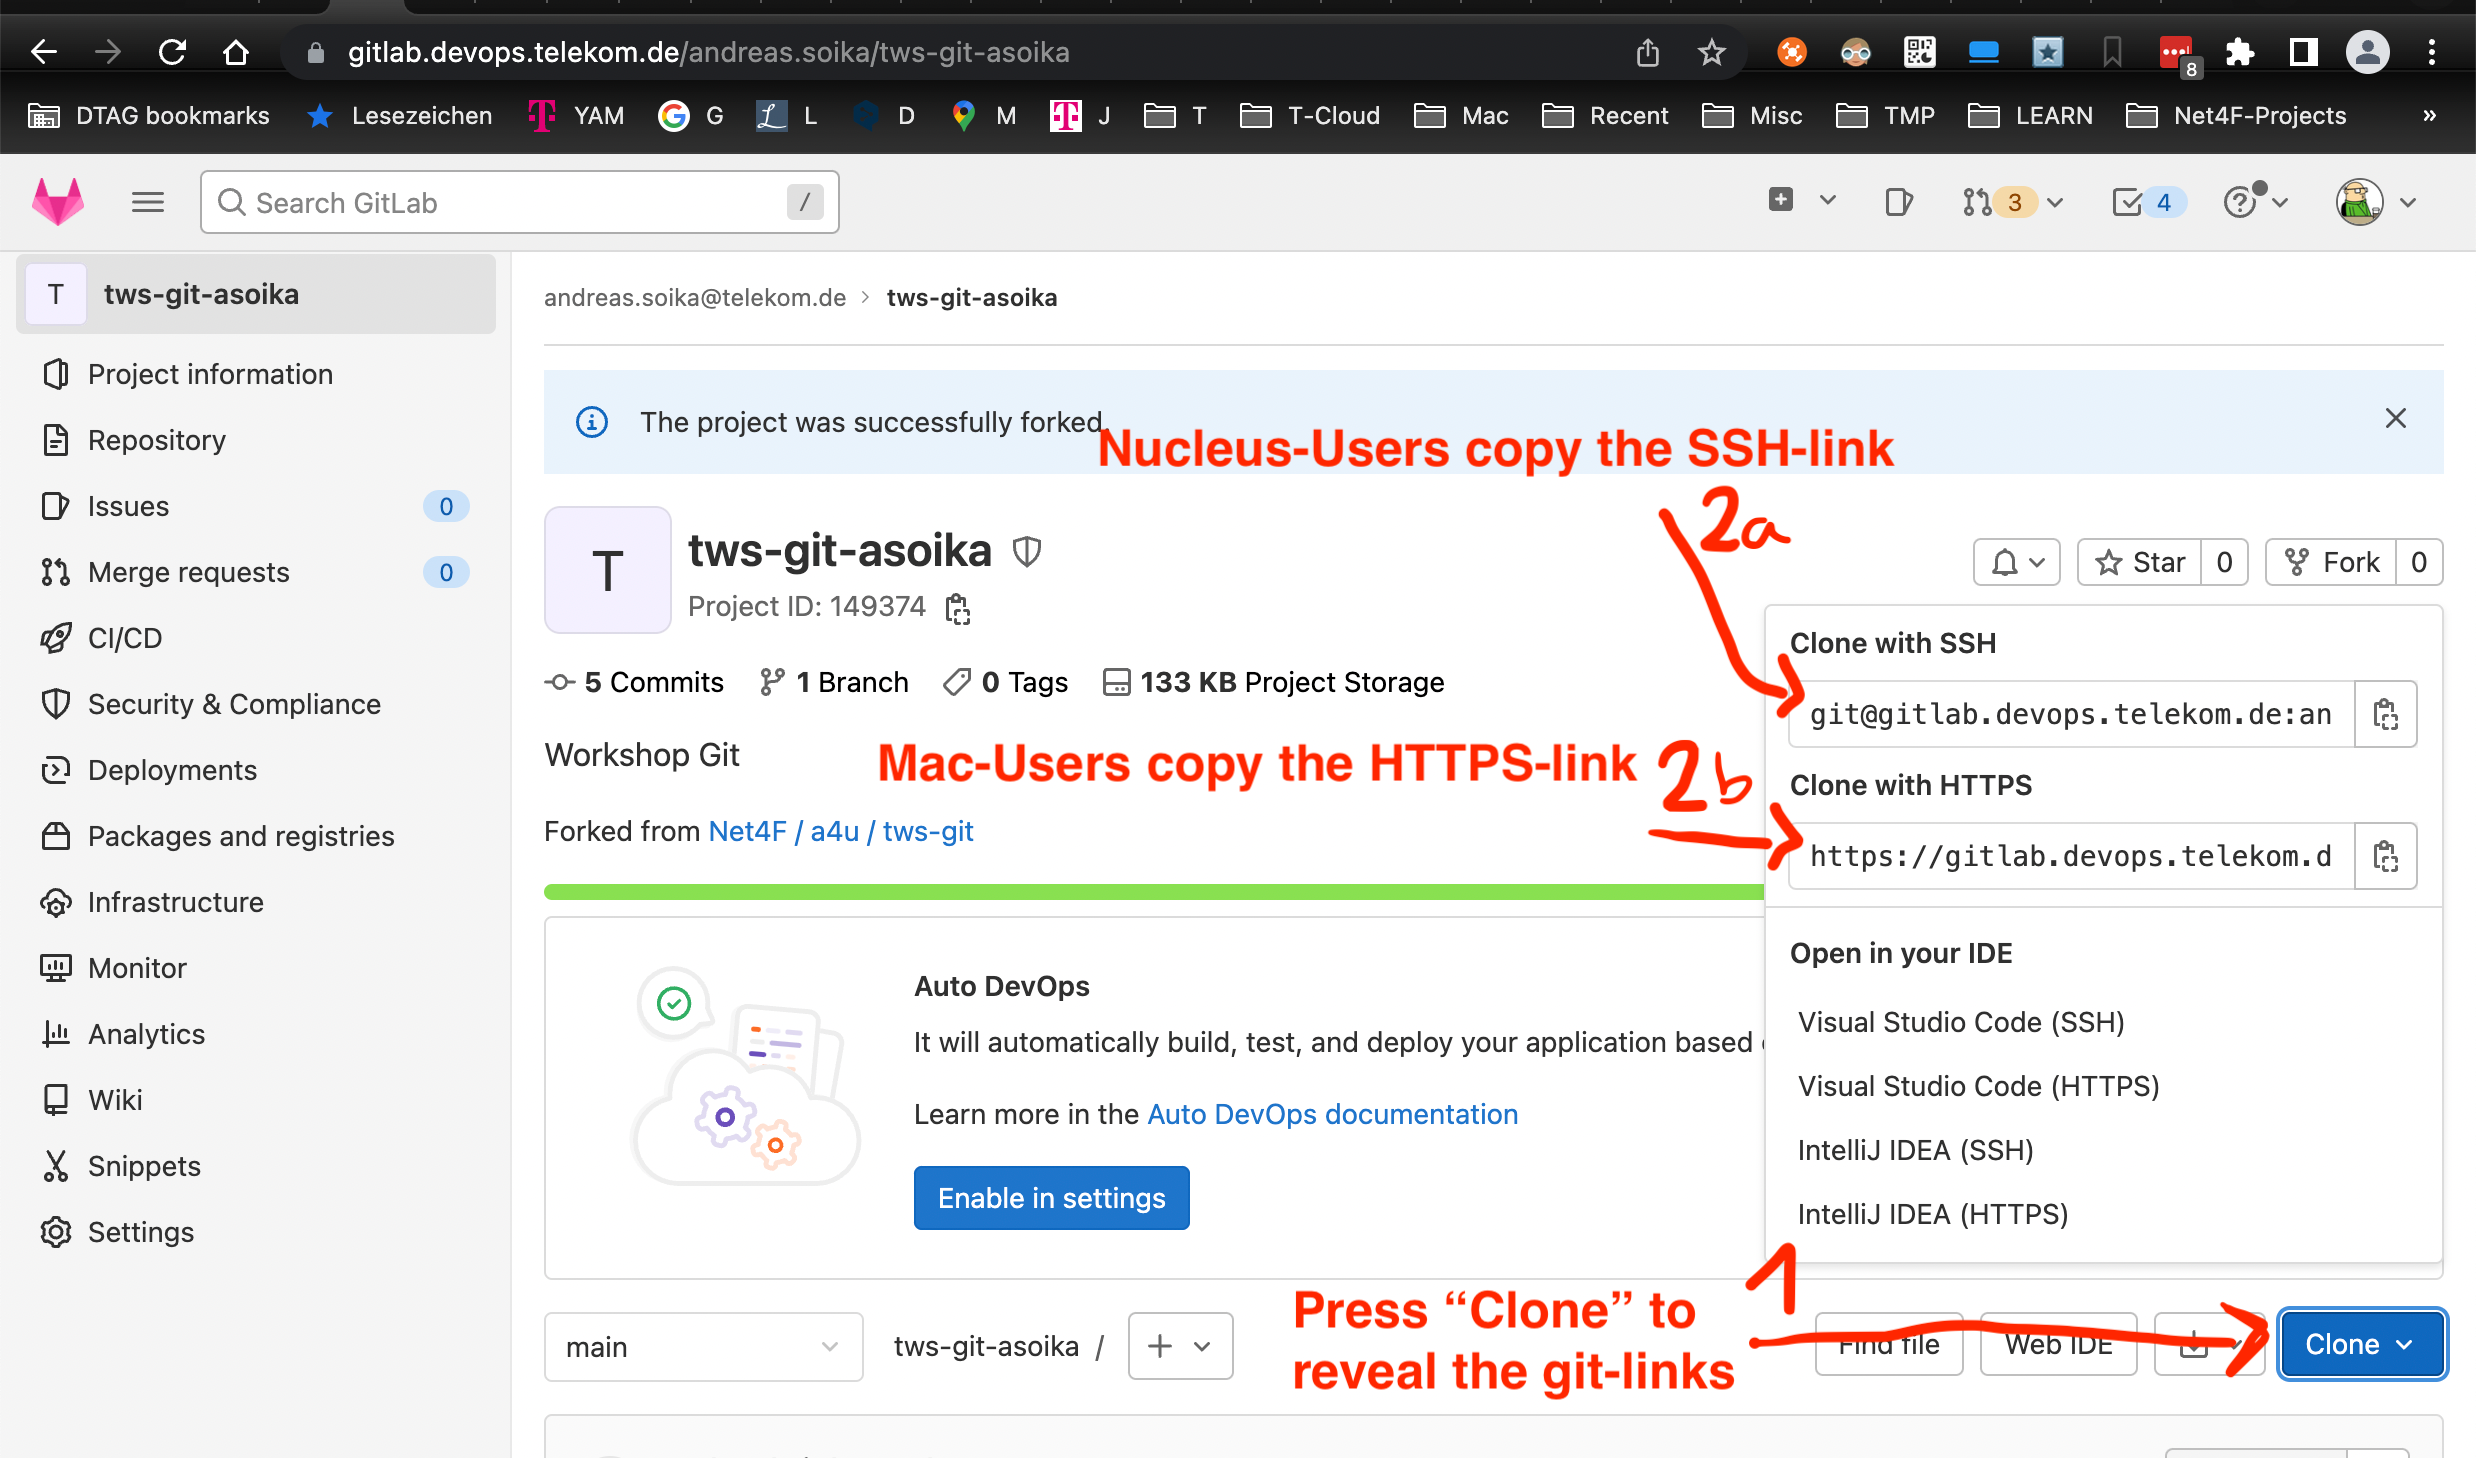 gitlab.devops.telekom.de/andreas.soika/tws-git-asoika
8
DTAG bookmarks Lesezeichen YAM G L D M J T T-Cloud Mac Recent Misc TMP LEARN Net4F-Projects »
Search GitLab /
3 4
T tws-git-asoika
Project information
Repository
Issues 0
Merge requests 0
CI/CD
Security & Compliance
Deployments
Packages and registries
Infrastructure
Monitor
Analytics
Wiki
Snippets
Settings
andreas.soika@telekom.de > tws-git-asoika
The project was successfully forked.
Nucleus-Users copy the SSH-link
2a
T
tws-git-asoika
Project ID: 149374
Star 0 Fork 0
5 Commits 1 Branch 0 Tags 133 KB Project Storage
Workshop Git
Mac-Users copy the HTTPS-link 2b
Forked from Net4F / a4u / tws-git
Clone with SSH
git@gitlab.devops.telekom.de:an
Clone with HTTPS
https://gitlab.devops.telekom.d
Open in your IDE
Visual Studio Code (SSH)
Visual Studio Code (HTTPS)
IntelliJ IDEA (SSH)
IntelliJ IDEA (HTTPS)
Auto DevOps
It will automatically build, test, and deploy your application based
Learn more in the Auto DevOps documentation
Enable in settings
Press “Clone” to
reveal the git-links
1
main tws-git-asoika / + Find file Web IDE Clone